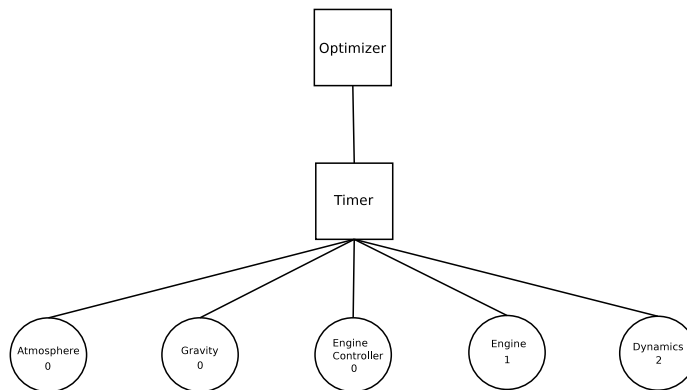 Optimizer
Timer
Atmosphere
0
Gravity
0
Engine
Controller
0
Engine
1
Dynamics
2